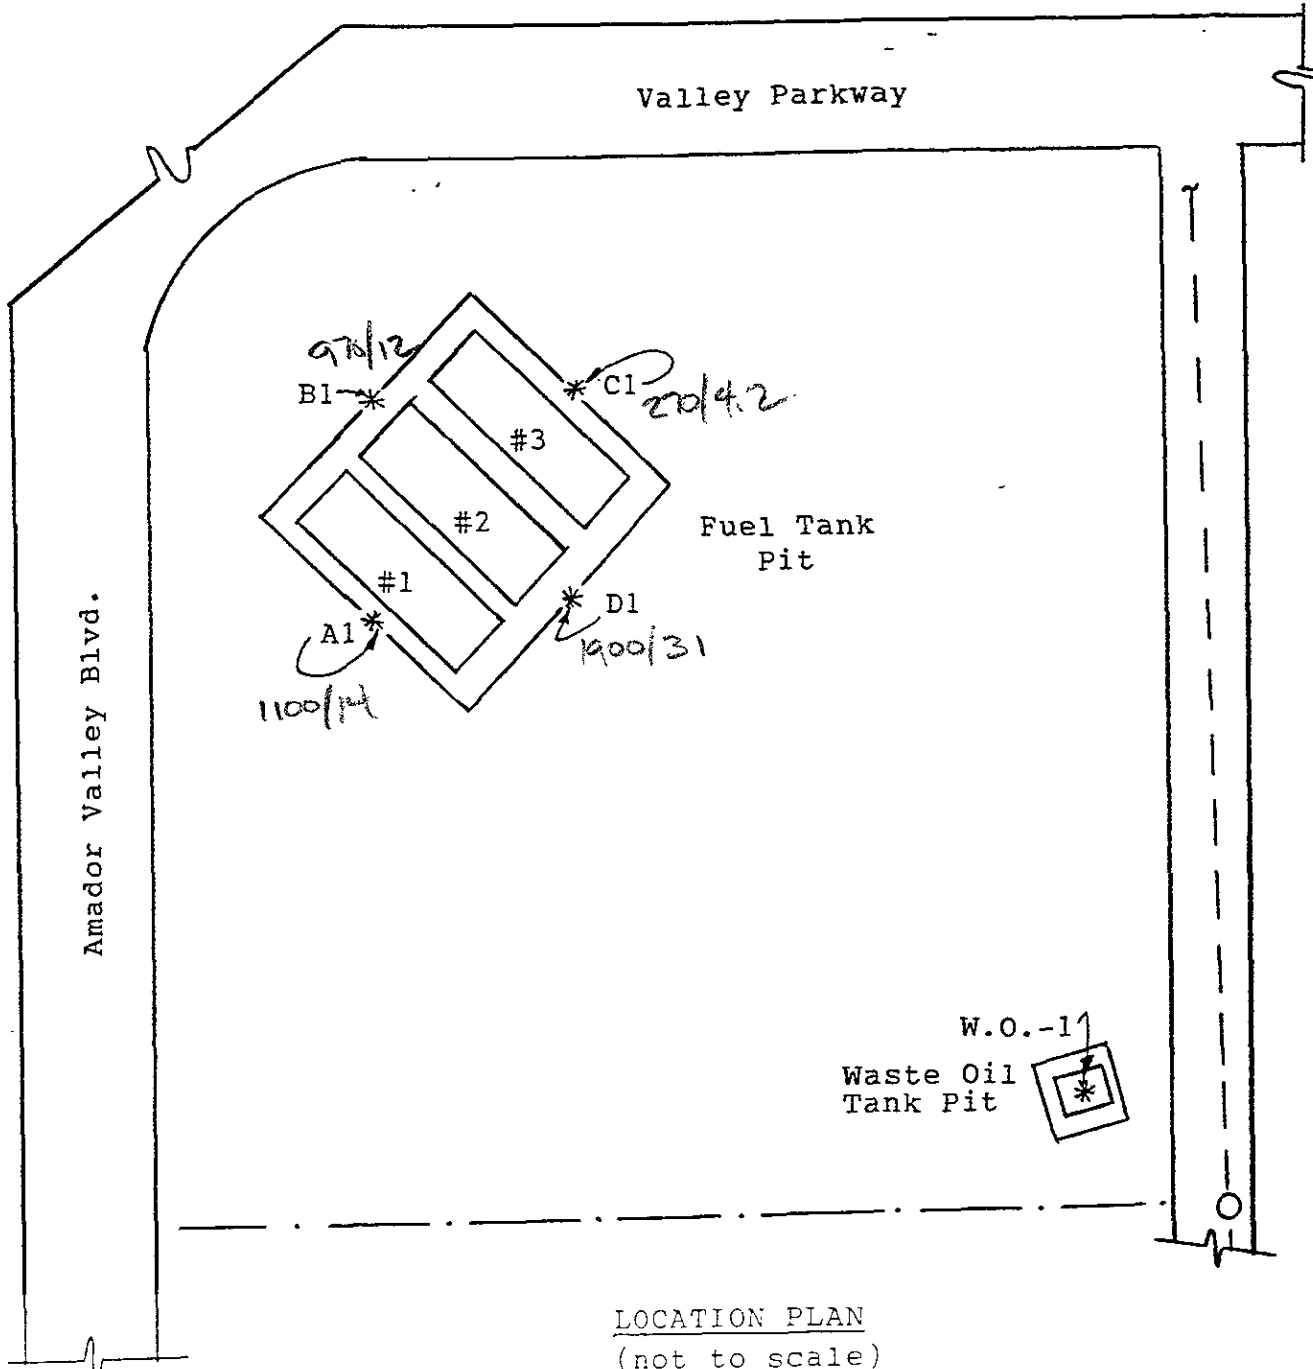 Valley Parkway
970/12
B1
C1
270/4.2
#3
#2
Fuel Tank
Pit
#1
A1
D1
1900/31
1100/14
Amador Valley Blvd.
W.O.-1
Waste Oil
Tank Pit
LOCATION PLAN
(not to scale)